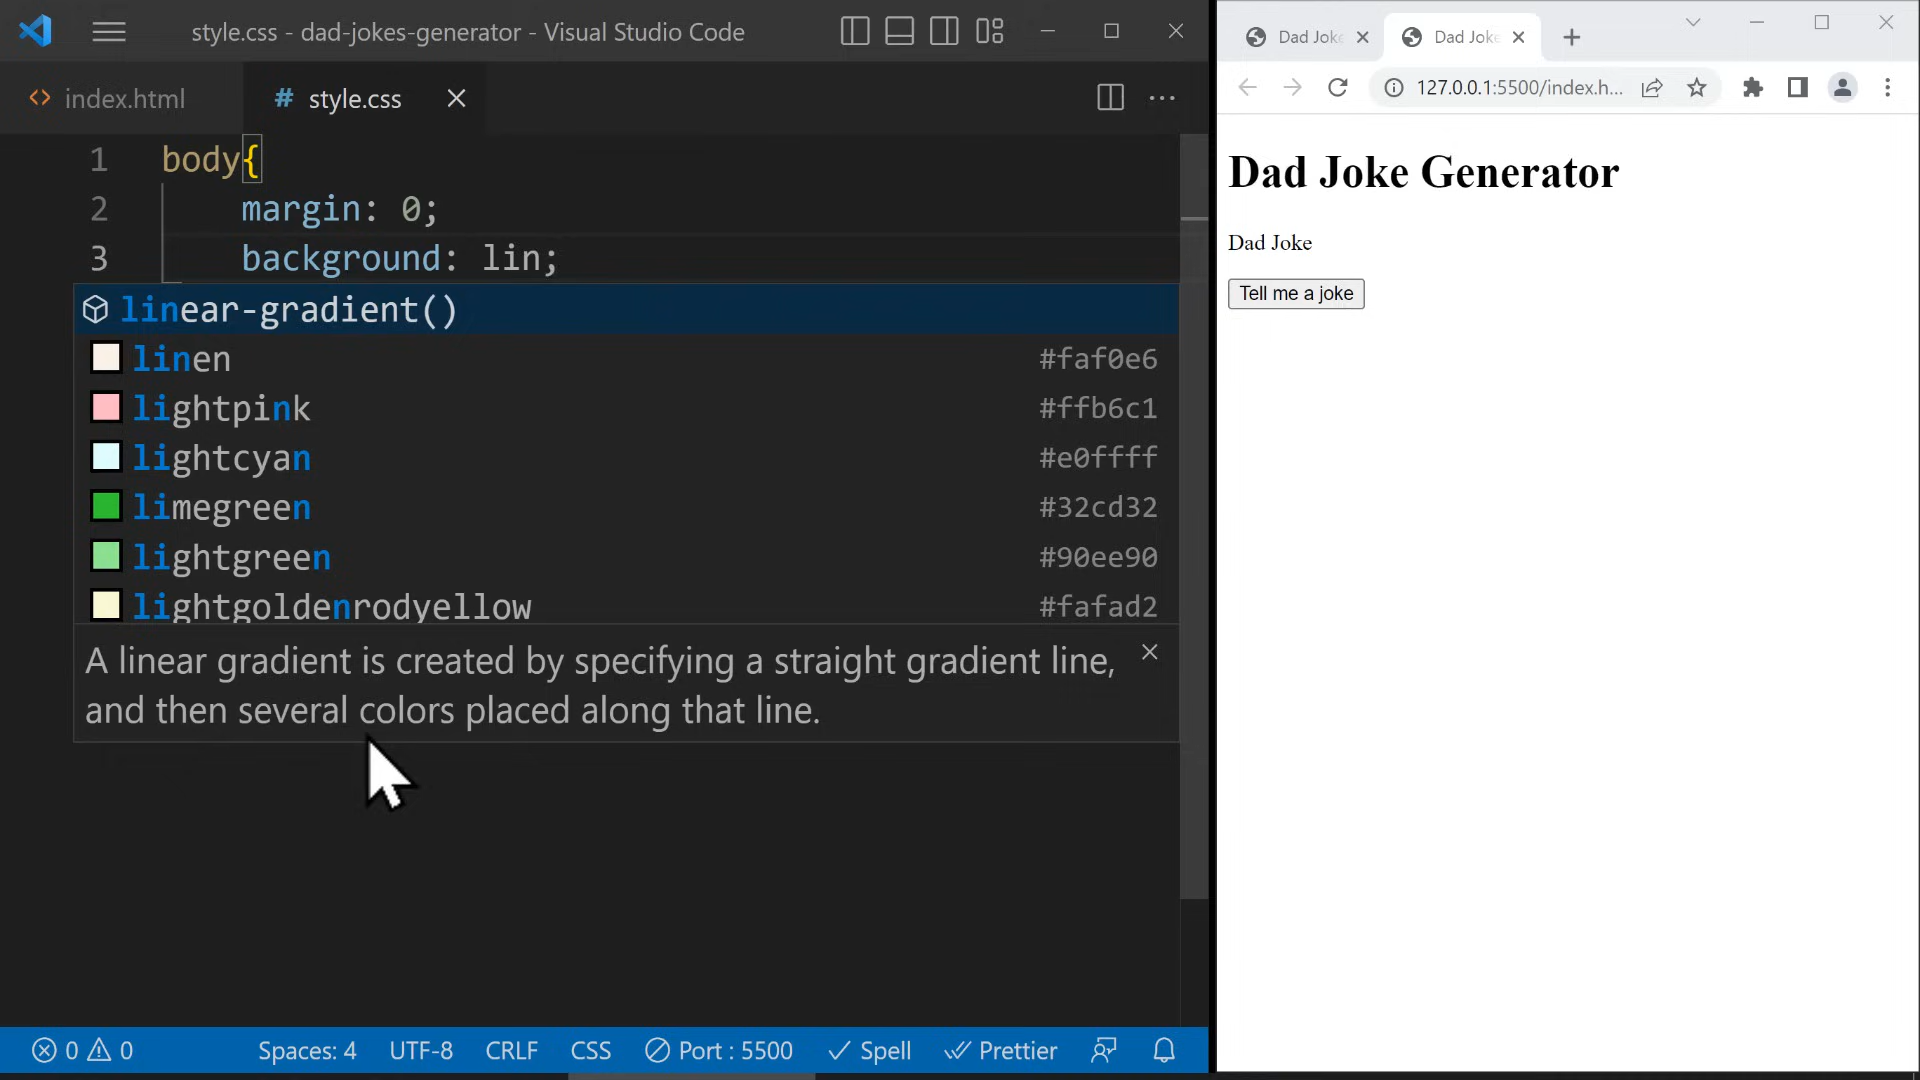 style.css - dad-jokes-generator - Visual Studio Code
index.html
# style.css
1 body{
2 margin: 0;
3 background: lin;
linear-gradient()
linen #faf0e6
lightpink #ffb6c1
lightcyan #e0ffff
limegreen #32cd32
lightgreen #90ee90
lightgoldenrodyellow #fafad2
A linear gradient is created by specifying a straight gradient line,
and then several colors placed along that line.
0 0 Spaces: 4 UTF-8 CRLF CSS Port : 5500 Spell Prettier
Dad Joke
Dad Joke
127.0.0.1:5500/index.h...
Dad Joke Generator
Dad Joke
Tell me a joke